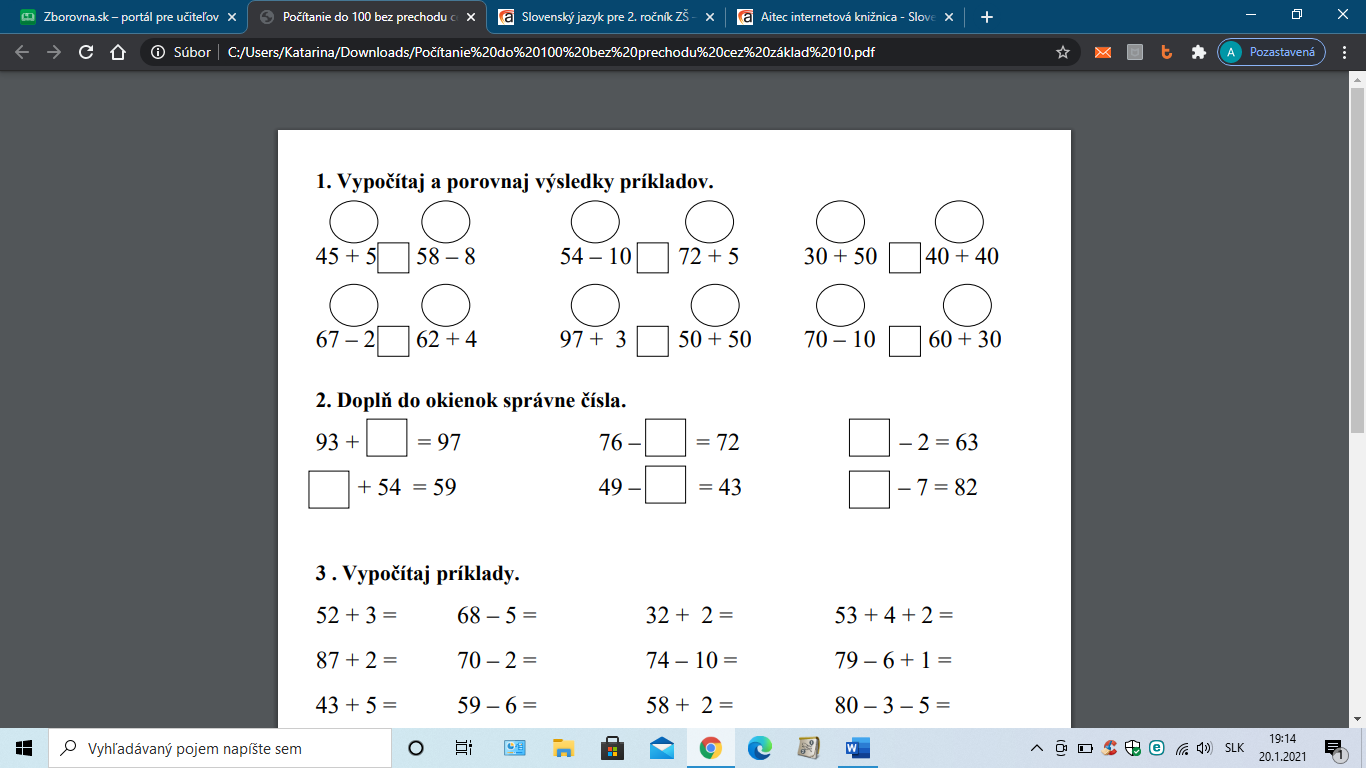 Zborovna.sk – portál pre učiteľov
Počítanie do 100 bez prechodu c
Slovenský jazyk pre 2. ročník ZŠ -
Aitec internetová knižnica - Slove
Súbor
C:/Users/Katarina/Downloads/Počítanie%20do%20100%20bez%20prechodu%20cez%20základ%2010.pdf
A Pozastavená
1. Vypočítaj a porovnaj výsledky príkladov.
45 + 5 58 – 8 54 – 10 72 + 5 30 + 50 40 + 40
67 – 2 62 + 4 97 + 3 50 + 50 70 – 10 60 + 30
2. Doplň do okienok správne čísla.
93 + = 97 76 – = 72 – 2 = 63
+ 54 = 59 49 – = 43 – 7 = 82
3 . Vypočítaj príklady.
52 + 3 = 68 – 5 = 32 + 2 = 53 + 4 + 2 =
87 + 2 = 70 – 2 = 74 – 10 = 79 – 6 + 1 =
43 + 5 = 59 – 6 = 58 + 2 = 80 – 3 – 5 =
Vyhľadávaný pojem napíšte sem
SLK
19:14
20.1.2021
1